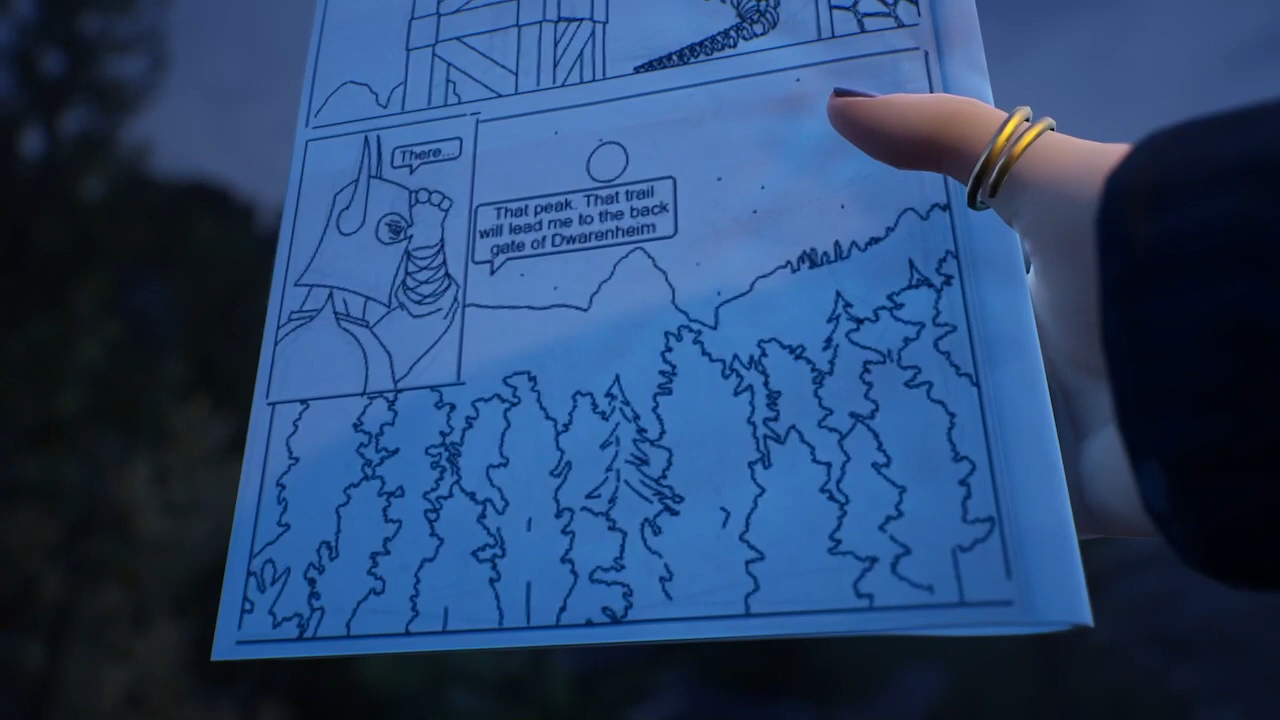 There...
That peak. That trail
will lead me to the back
gate of Dwarenheim